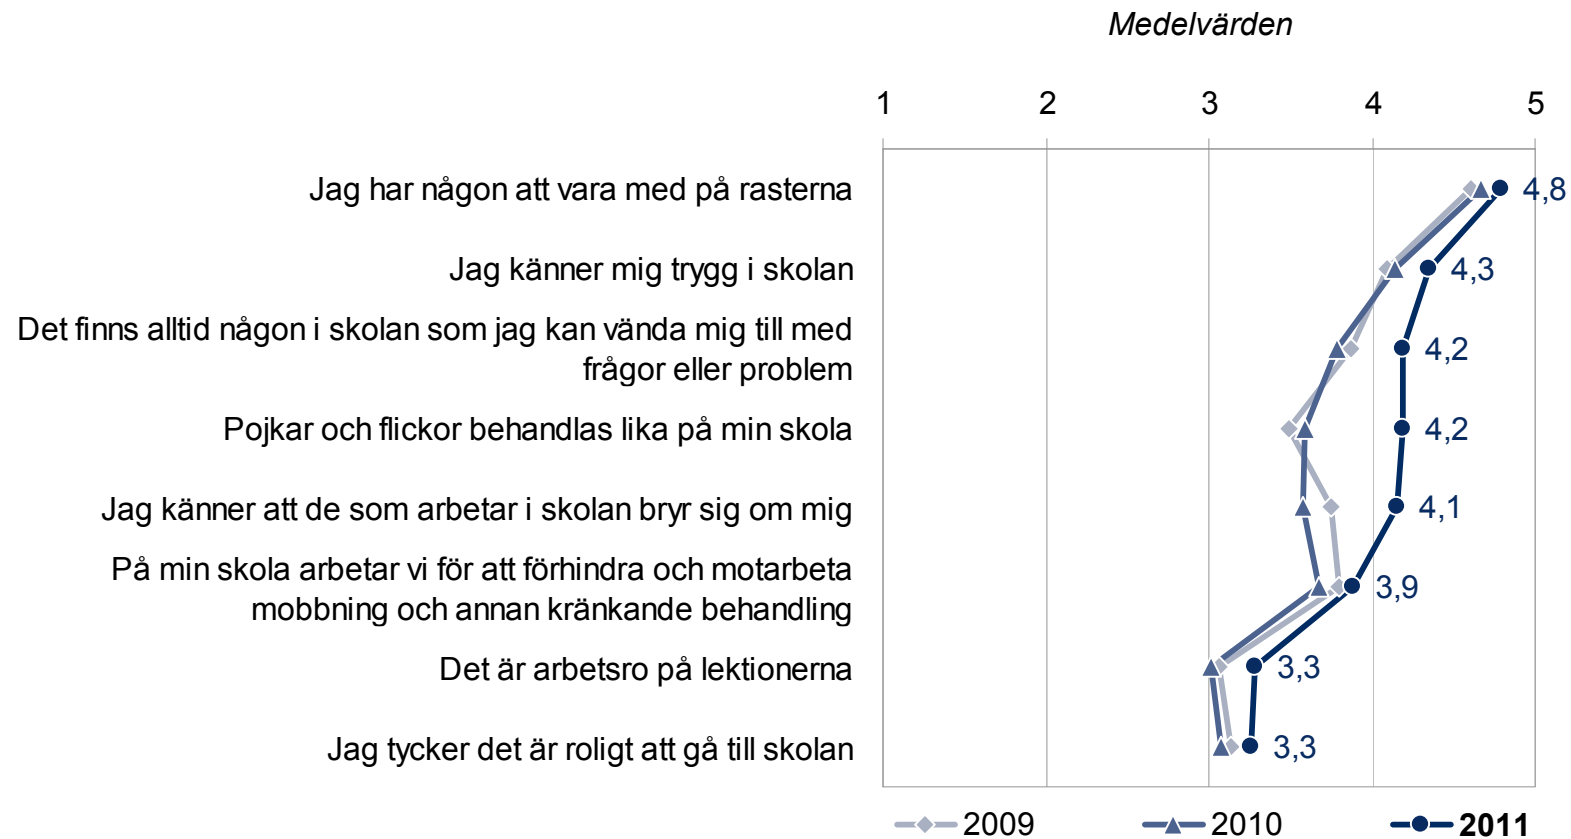 Medelvärden
1 2 3 4 5
Jag har någon att vara med på rasterna 4,8
Jag känner mig trygg i skolan 4,3
Det finns alltid någon i skolan som jag kan vända mig till med
frågor eller problem 4,2
Pojkar och flickor behandlas lika på min skola 4,2
Jag känner att de som arbetar i skolan bryr sig om mig 4,1
På min skola arbetar vi för att förhindra och motarbeta
mobbning och annan kränkande behandling 3,9
Det är arbetsro på lektionerna 3,3
Jag tycker det är roligt att gå till skolan 3,3
2009 2010 2011